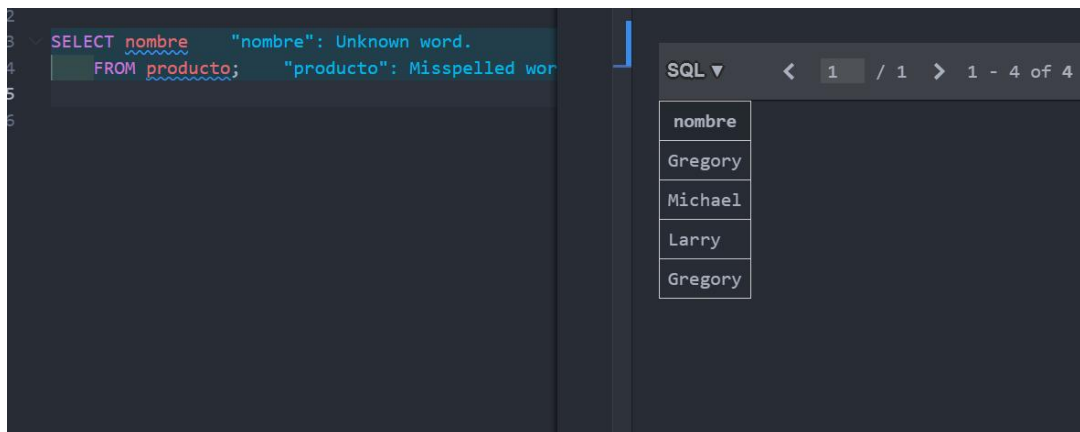 2
3 SELECT nombre "nombre": Unknown word.
4 FROM producto; "producto": Misspelled wor
5
6
SQL ▼ < 1 / 1 > 1 - 4 of 4
nombre
Gregory
Michael
Larry
Gregory